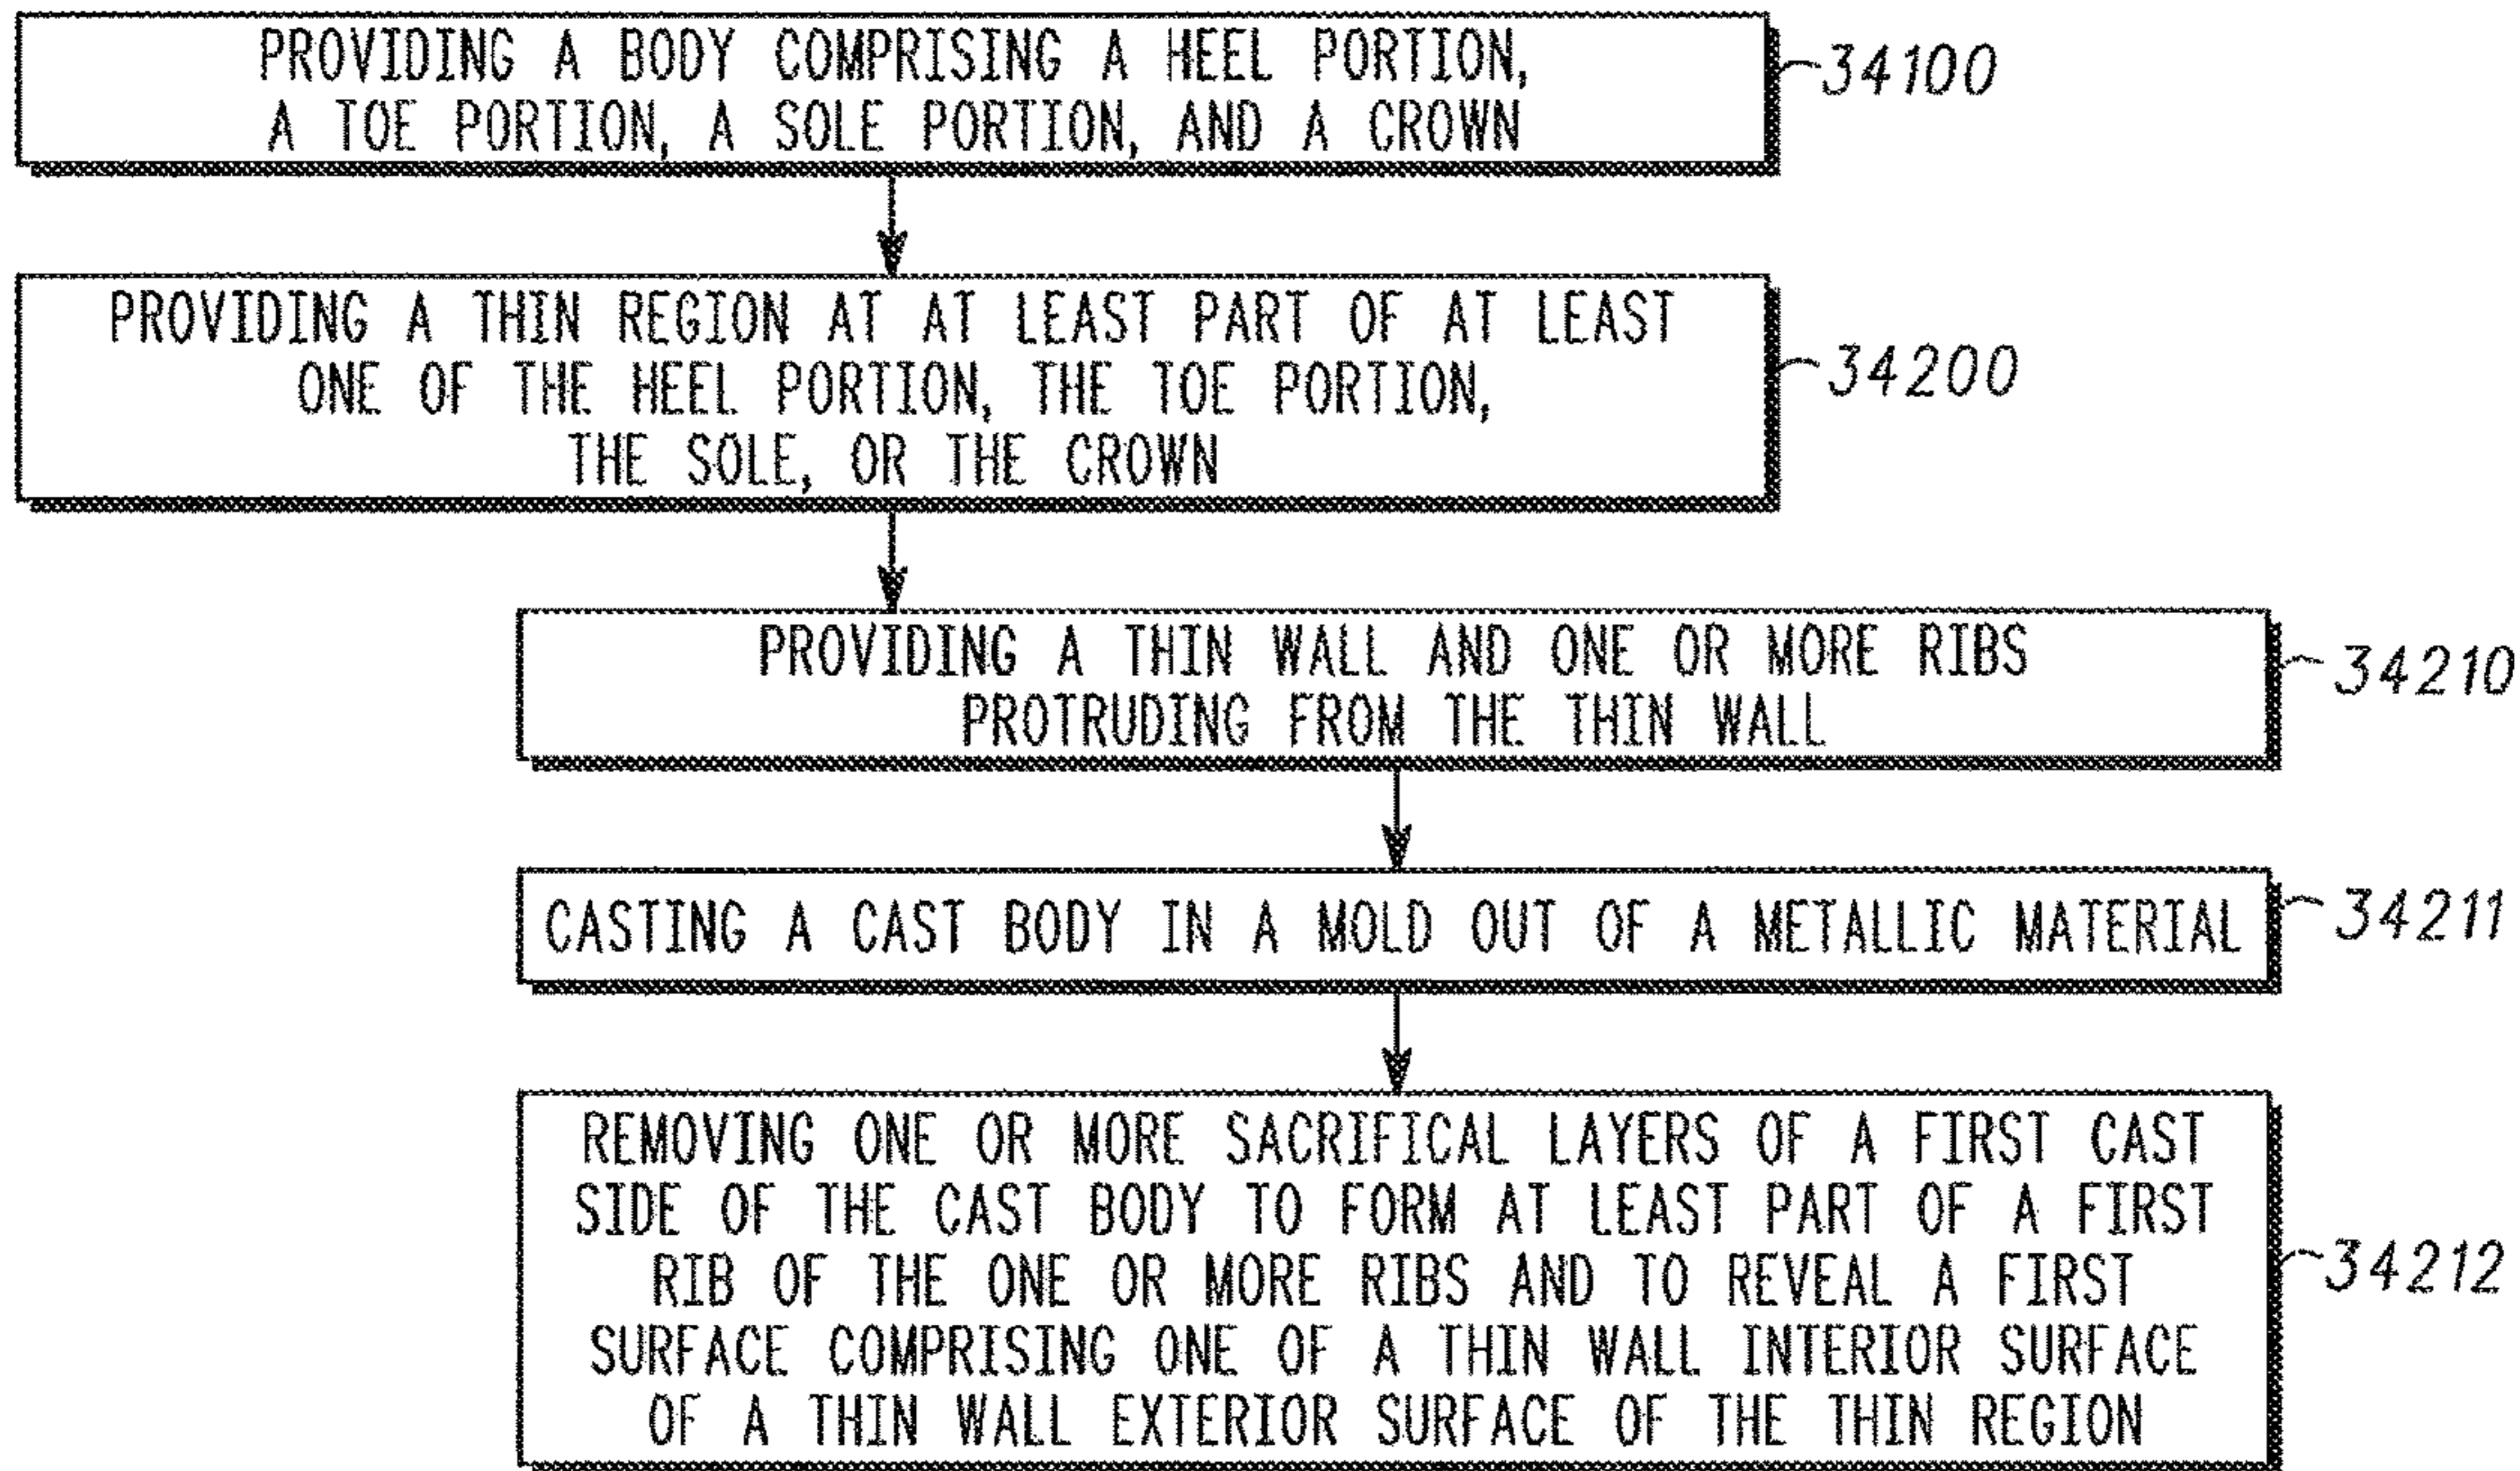 PROVIDING A BODY COMPRISING A HEEL PORTION,
A TOE PORTION, A SOLE PORTION, AND A CROWN
34100
PROVIDING A THIN REGION AT AT LEAST PART OF AT LEAST
ONE OF THE HEEL PORTION, THE TOE PORTION,
THE SOLE, OR THE CROWN
34200
PROVIDING A THIN WALL AND ONE OR MORE RIBS
PROTRUDING FROM THE THIN WALL
34210
CASTING A CAST BODY IN A MOLD OUT OF A METALLIC MATERIAL
34211
REMOVING ONE OR MORE SACRIFICAL LAYERS OF A FIRST CAST
SIDE OF THE CAST BODY TO FORM AT LEAST PART OF A FIRST
RIB OF THE ONE OR MORE RIBS AND TO REVEAL A FIRST
SURFACE COMPRISING ONE OF A THIN WALL INTERIOR SURFACE
OF A THIN WALL EXTERIOR SURFACE OF THE THIN REGION
34212